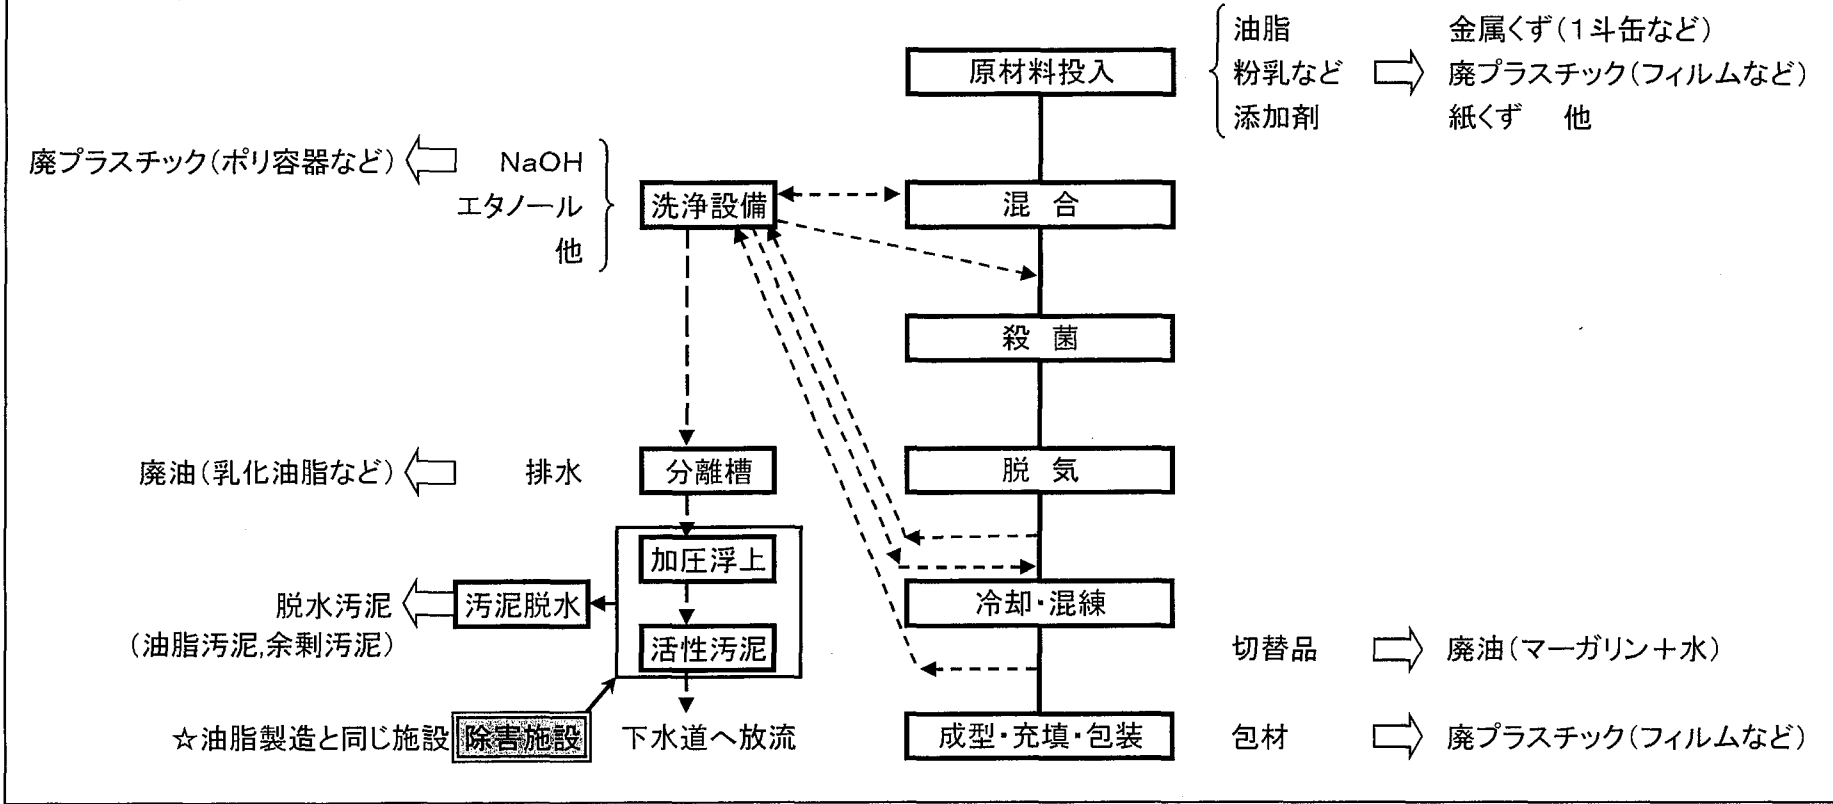 油脂
粉乳など
添加剤
金属くず(1斗缶など)
廃プラスチック(フィルムなど)
紙くず 他
原材料投入
廃プラスチック(ポリ容器など)
NaOH
エタノール
他
洗浄設備
混 合
殺 菌
廃油(乳化油脂など)
排水
分離槽
脱 気
加圧浮上
脱水汚泥
(油脂汚泥,余剰汚泥)
汚泥脱水
冷却・混練
活性汚泥
切替品
廃油(マーガリン+水)
☆油脂製造と同じ施設
除害施設
下水道へ放流
成型・充填・包装
包材
廃プラスチック(フィルムなど)